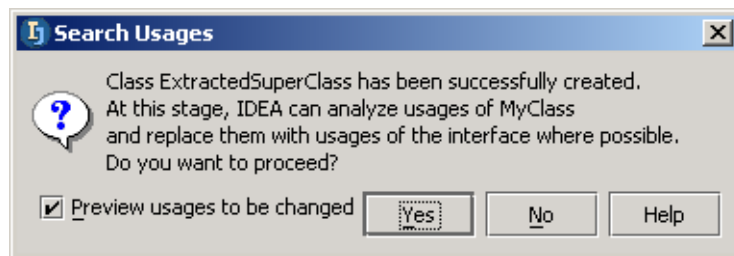 IJ Search Usages
Class ExtractedSuperClass has been successfully created.
At this stage, IDEA can analyze usages of MyClass
and replace them with usages of the interface where possible.
Do you want to proceed?
Preview usages to be changed Yes No Help